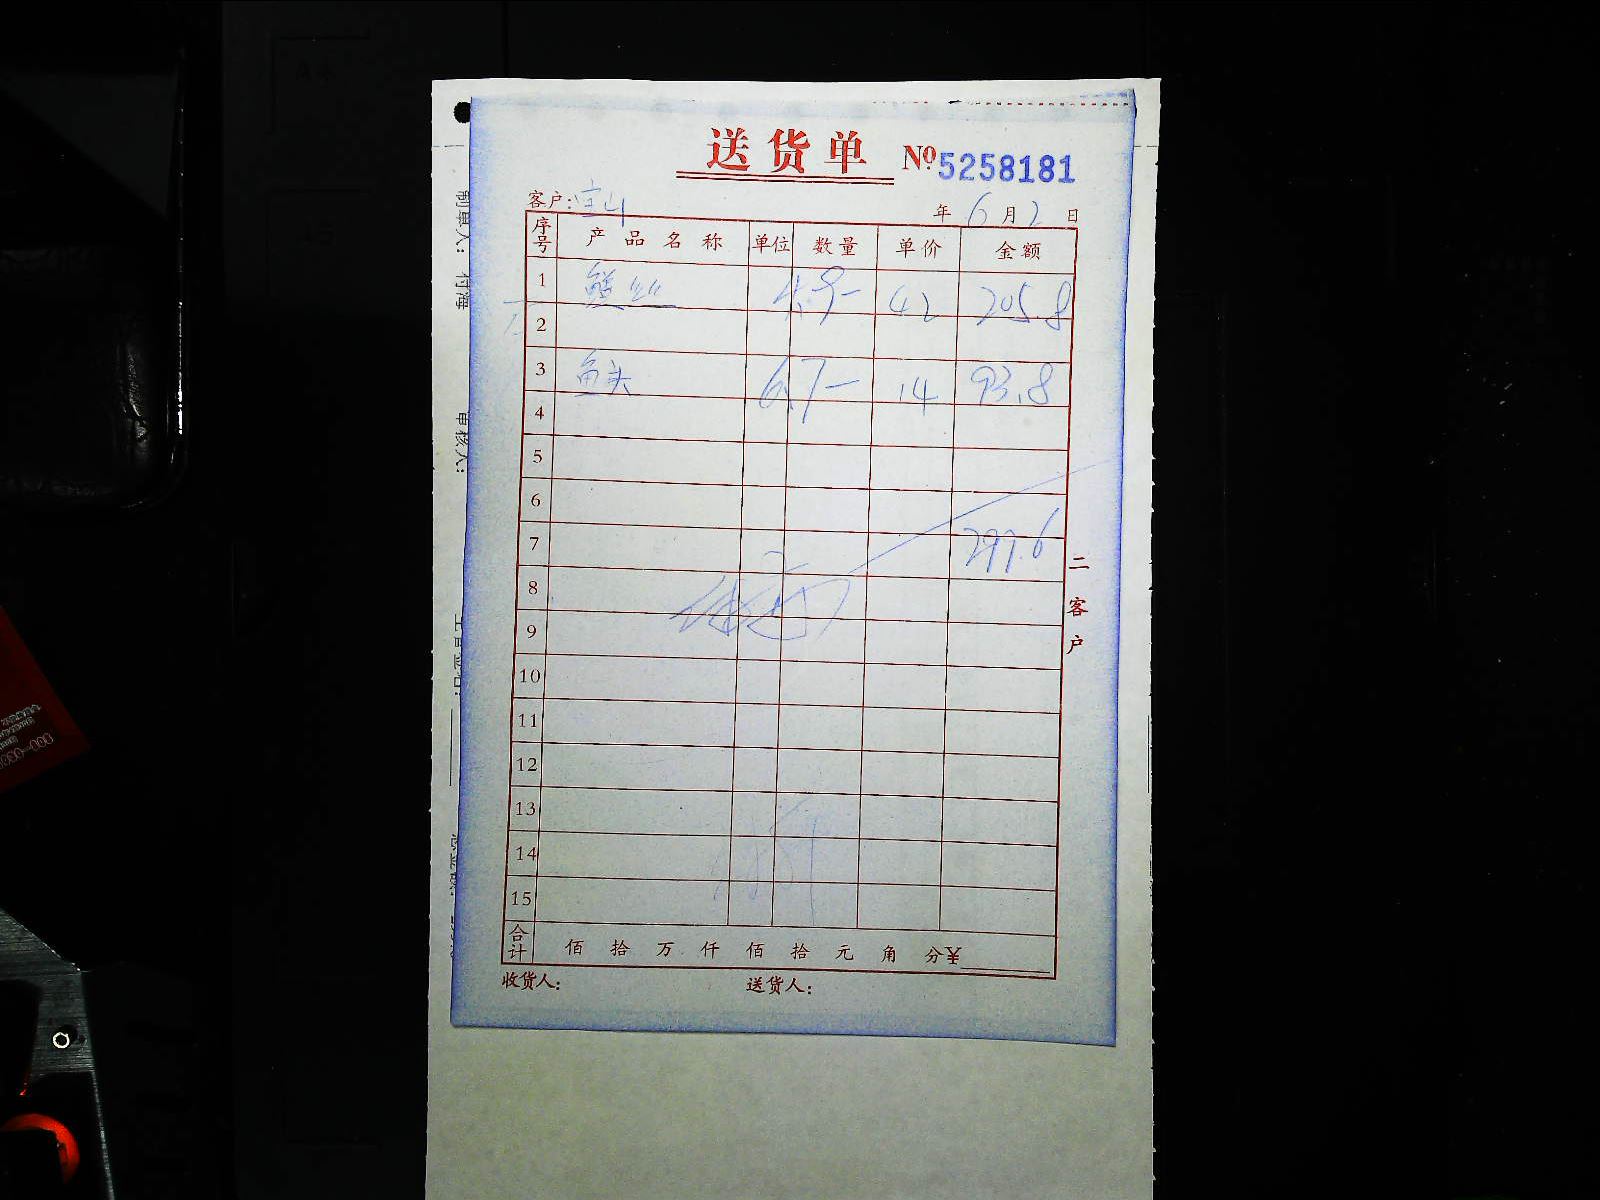 送货单 №5258181
客户:宝山 年 6 月 2 日
序号 产品名称 单位 数量 单价 金额
1 鳝丝 4.9- 42 205.8
2
3 鱼头 6.7- 14 93.8
4
5
6
7 299.6
8
9
10
11
12
13
14
15
合计 佰 拾 万 仟 佰 拾 元 角 分¥
收货人: 送货人:
二客户
制单人:
审核人: